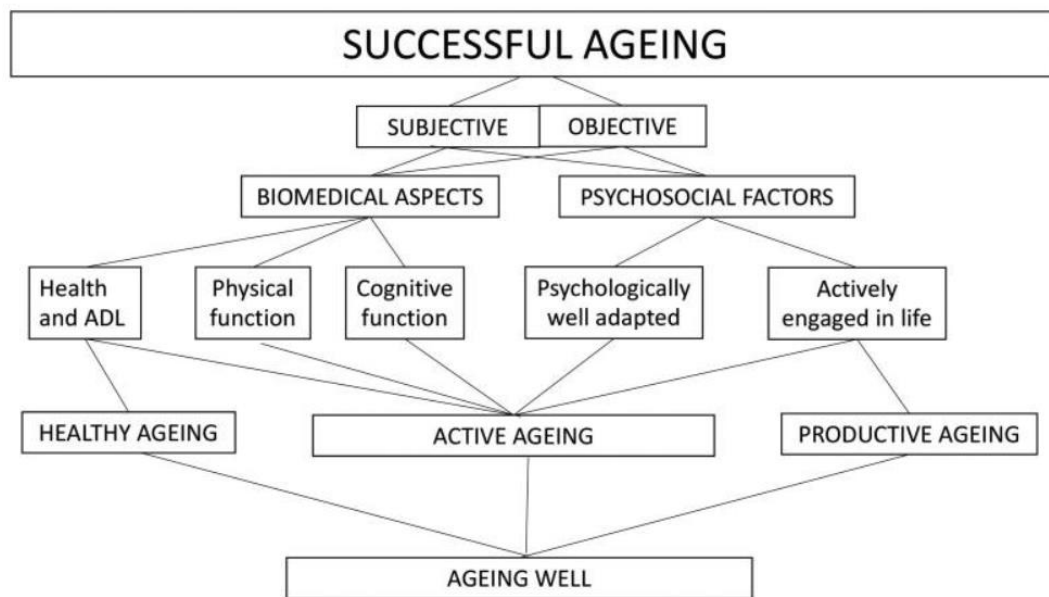 SUCCESSFUL AGEING
SUBJECTIVE
OBJECTIVE
BIOMEDICAL ASPECTS
PSYCHOSOCIAL FACTORS
Health
and ADL
Physical
function
Cognitive
function
Psychologically
well adapted
Actively
engaged in life
HEALTHY AGEING
ACTIVE AGEING
PRODUCTIVE AGEING
AGEING WELL